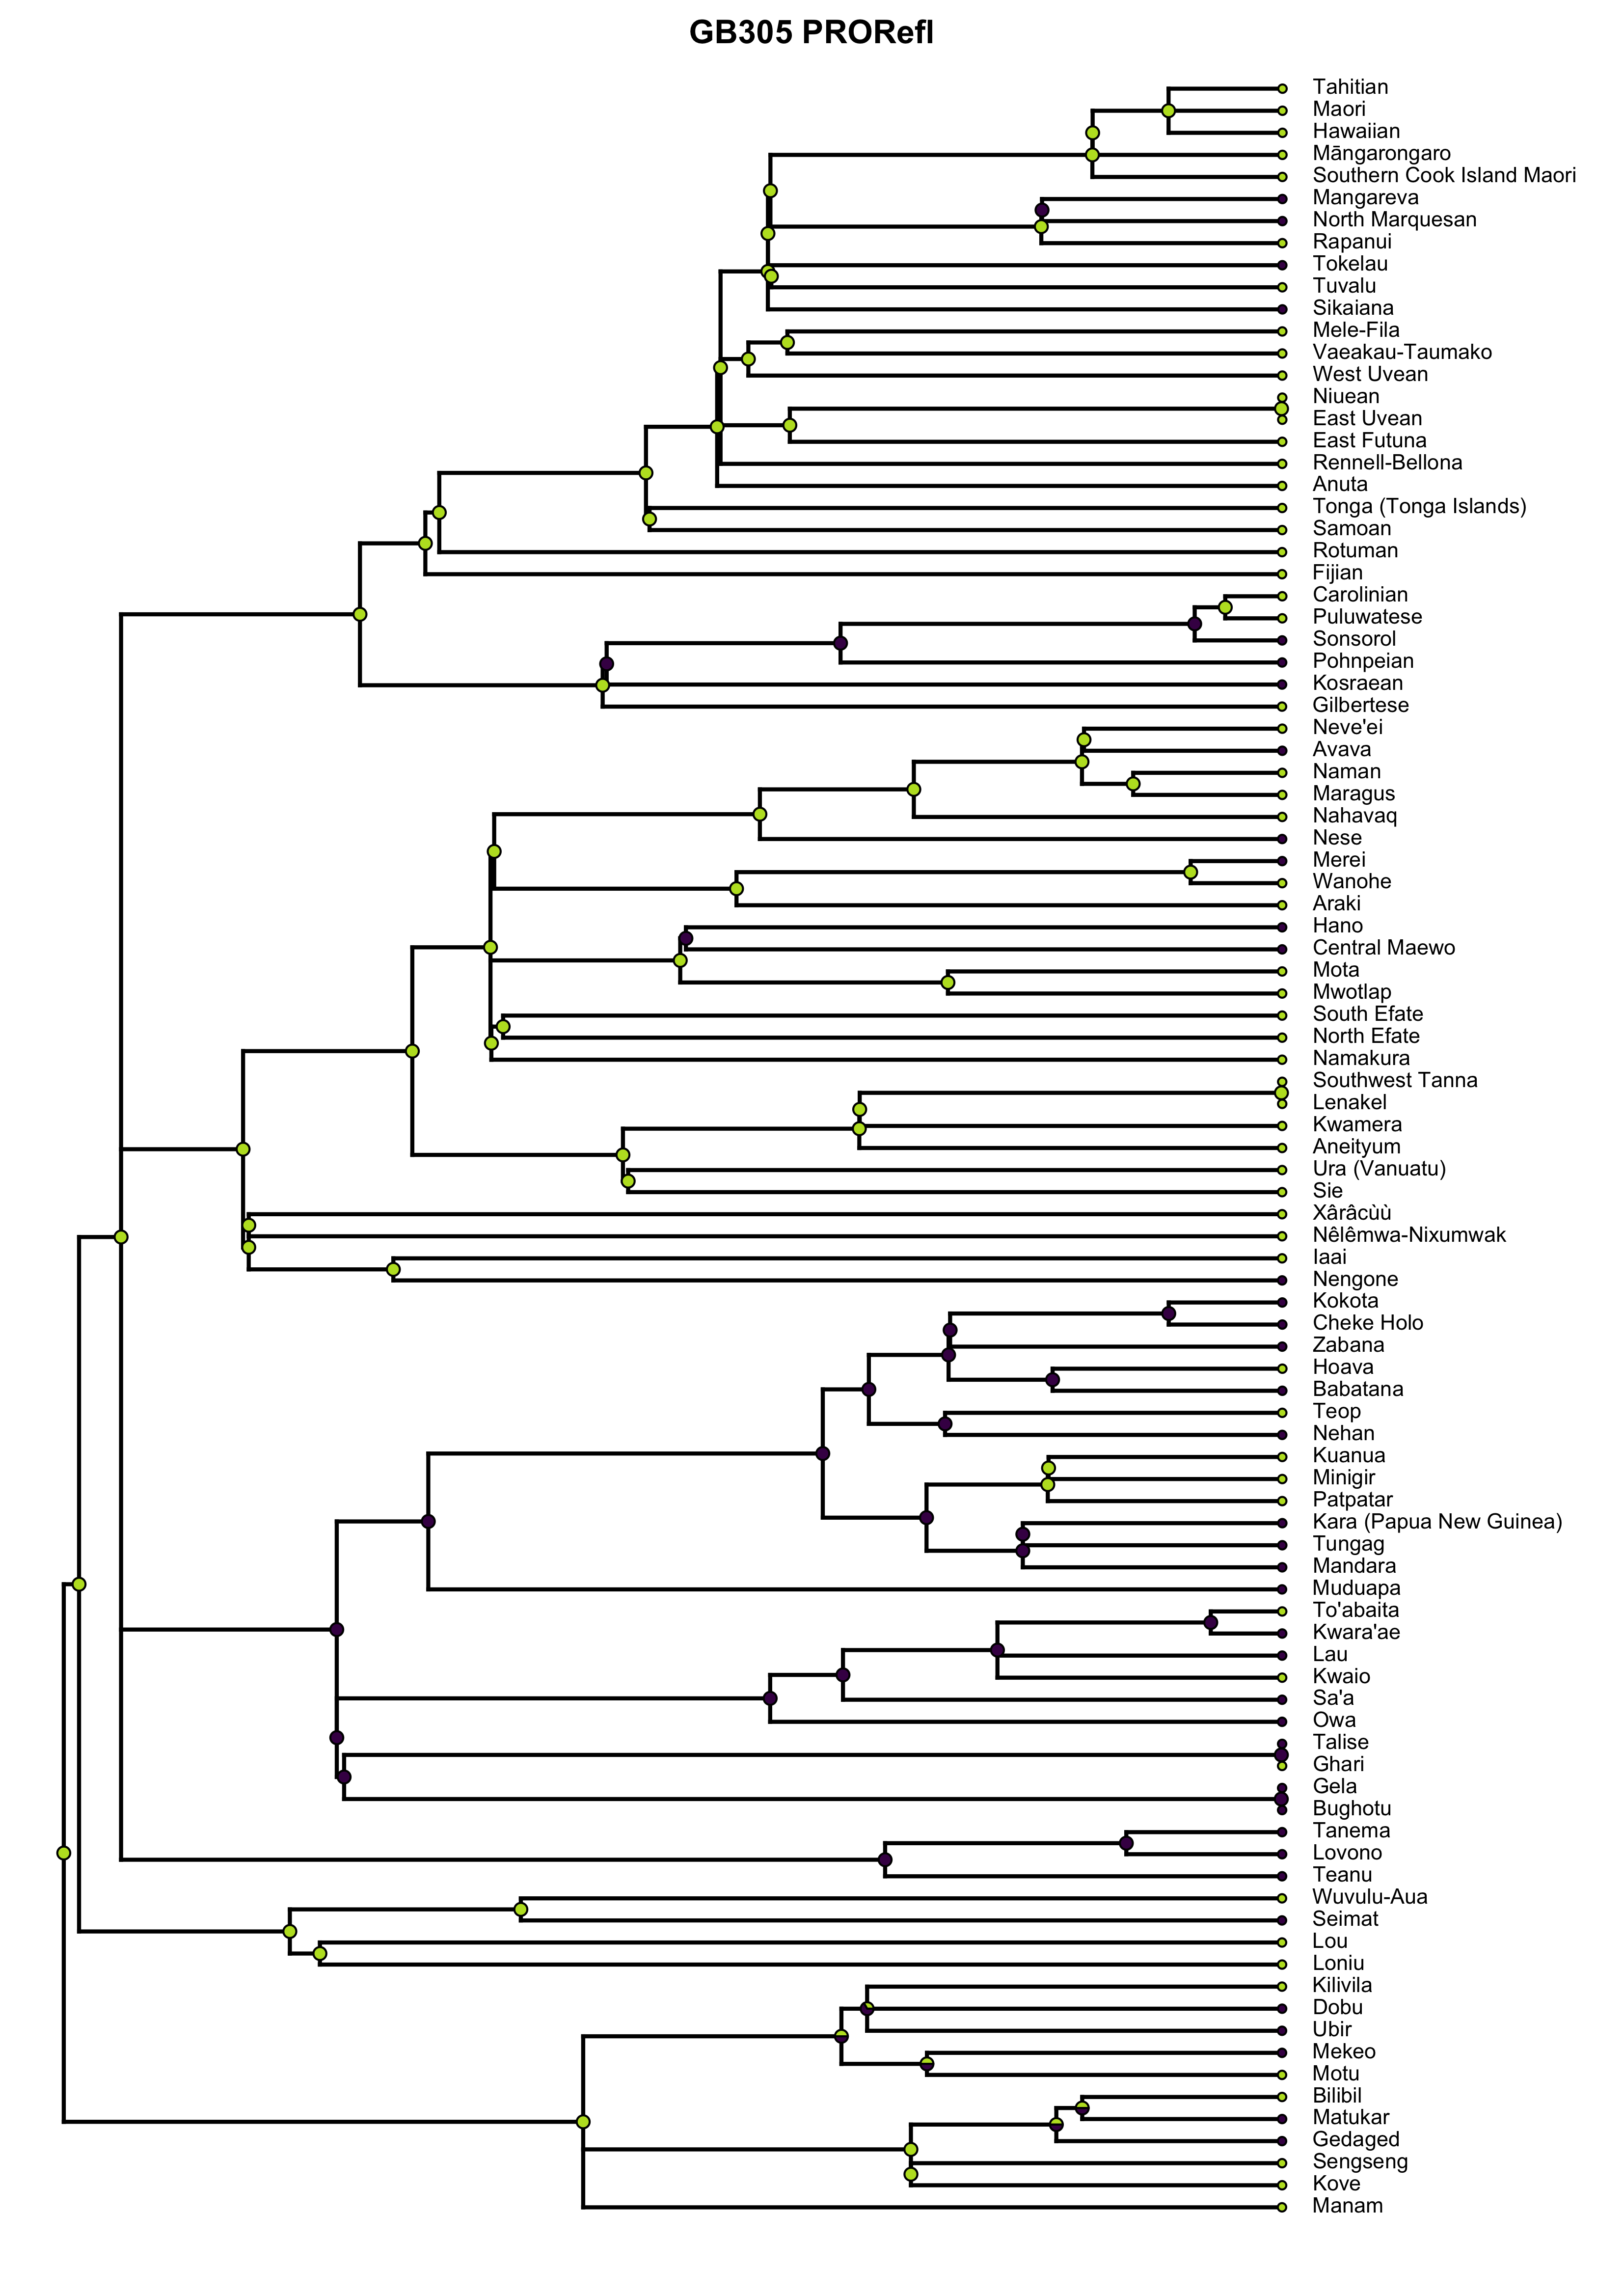 GB305 PRORefl
Tahitian
Maori
Hawaiian
Māngarongaro
Southern Cook Island Maori
Mangareva
North Marquesan
Rapanui
Tokelau
Tuvalu
Sikaiana
Mele-Fila
Vaeakau-Taumako
West Uvean
Niuean
East Uvean
East Futuna
Rennell-Bellona
Anuta
Tonga (Tonga Islands)
Samoan
Rotuman
Fijian
Carolinian
Puluwatese
Sonsorol
Pohnpeian
Kosraean
Gilbertese
Neve'ei
Avava
Naman
Maragus
Nahavaq
Nese
Merei
Wanohe
Araki
Hano
Central Maewo
Mota
Mwotlap
South Efate
North Efate
Namakura
Southwest Tanna
Lenakel
Kwamera
Aneityum
Ura (Vanuatu)
Sie
Xârâcùù
Nêlêmwa-Nixumwak
Iaai
Nengone
Kokota
Cheke Holo
Zabana
Hoava
Babatana
Teop
Nehan
Kuanua
Minigir
Patpatar
Kara (Papua New Guinea)
Tungag
Mandara
Muduapa
To'abaita
Kwara'ae
Lau
Kwaio
Sa'a
Owa
Talise
Ghari
Gela
Bughotu
Tanema
Lovono
Teanu
Wuvulu-Aua
Seimat
Lou
Loniu
Kilivila
Dobu
Ubir
Mekeo
Motu
Bilibil
Matukar
Gedaged
Sengseng
Kove
Manam